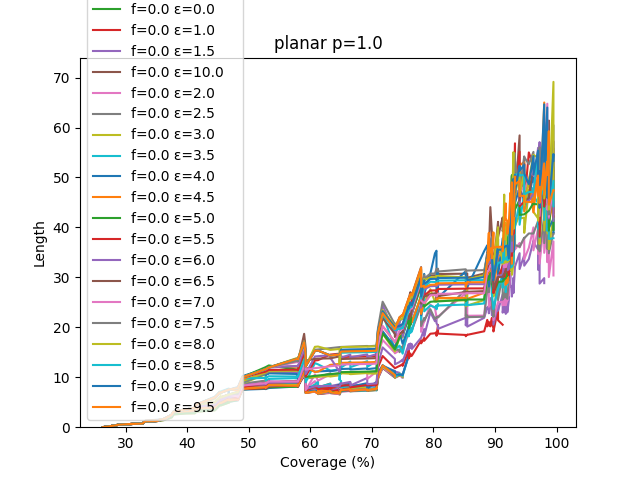 f=0.0 ε=0.0
f=0.0 ε=1.0
f=0.0 ε=1.5
f=0.0 ε=10.0
f=0.0 ε=2.0
f=0.0 ε=2.5
f=0.0 ε=3.0
f=0.0 ε=3.5
f=0.0 ε=4.0
f=0.0 ε=4.5
f=0.0 ε=5.0
f=0.0 ε=5.5
f=0.0 ε=6.0
f=0.0 ε=6.5
f=0.0 ε=7.0
f=0.0 ε=7.5
f=0.0 ε=8.0
f=0.0 ε=8.5
f=0.0 ε=9.0
f=0.0 ε=9.5
planar p=1.0
70
60
50
40
30
20
10
0
Length
30 40 50 60 70 80 90 100
Coverage (%)